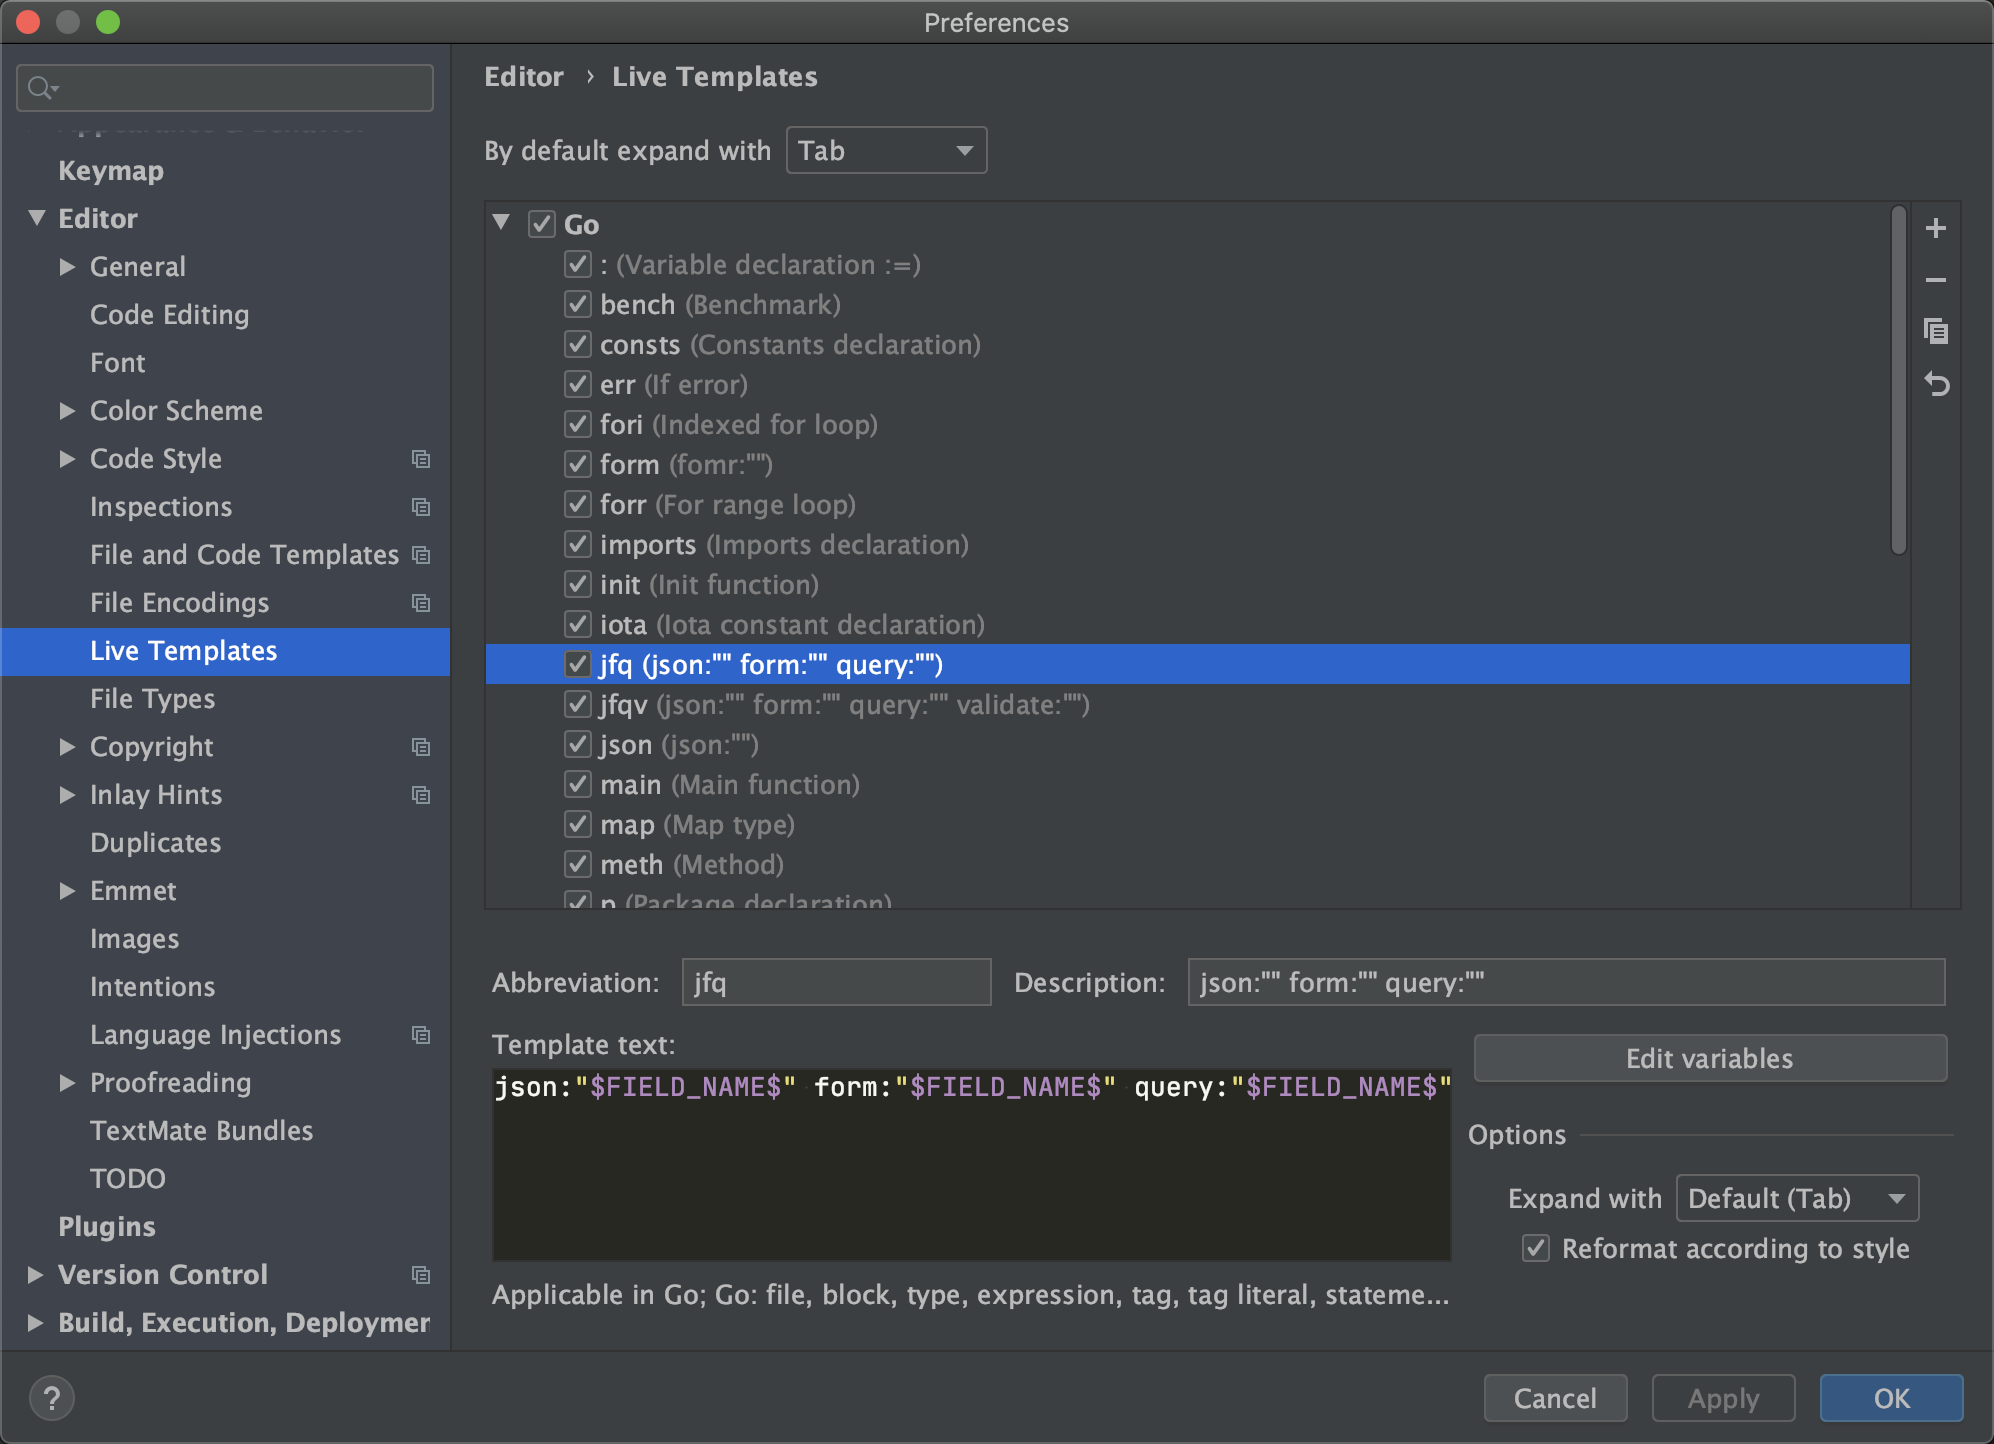 Preferences
Keymap
Editor
General
Code Editing
Font
Color Scheme
Code Style
Inspections
File and Code Templates
File Encodings
Live Templates
File Types
Copyright
Inlay Hints
Duplicates
Emmet
Images
Intentions
Language Injections
Proofreading
TextMate Bundles
TODO
Plugins
Version Control
Build, Execution, Deploymer
Editor › Live Templates
By default expand with Tab
Go
: (Variable declaration :=)
bench (Benchmark)
consts (Constants declaration)
err (If error)
fori (Indexed for loop)
form (fomr:"")
forr (For range loop)
imports (Imports declaration)
init (Init function)
iota (Iota constant declaration)
jfq (json:"" form:"" query:"")
jfqv (json:"" form:"" query:"" validate:"")
json (json:"")
main (Main function)
map (Map type)
meth (Method)
p (Package declaration)
Abbreviation: jfq Description: json:"" form:"" query:""
Template text:
json:"$FIELD_NAME$" form:"$FIELD_NAME$" query:"$FIELD_NAME$"
Edit variables
Options
Expand with Default (Tab)
Reformat according to style
Applicable in Go; Go: file, block, type, expression, tag, tag literal, stateme...
? Cancel Apply OK